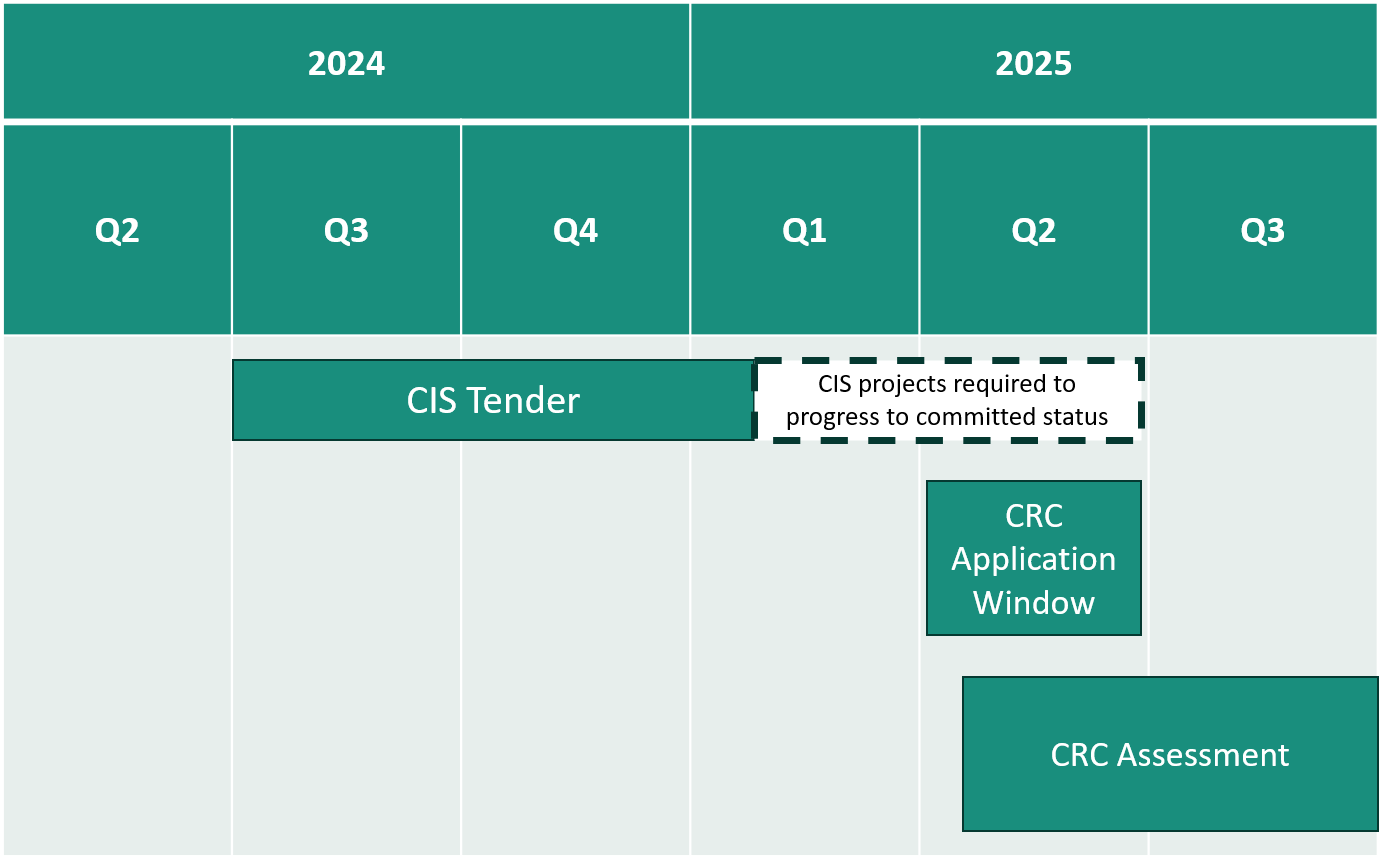 2024
2025
Q2
Q3
Q4
Q1
Q2
Q3
CIS Tender
CIS projects required to
progress to committed status
CRC
Application
Window
CRC Assessment